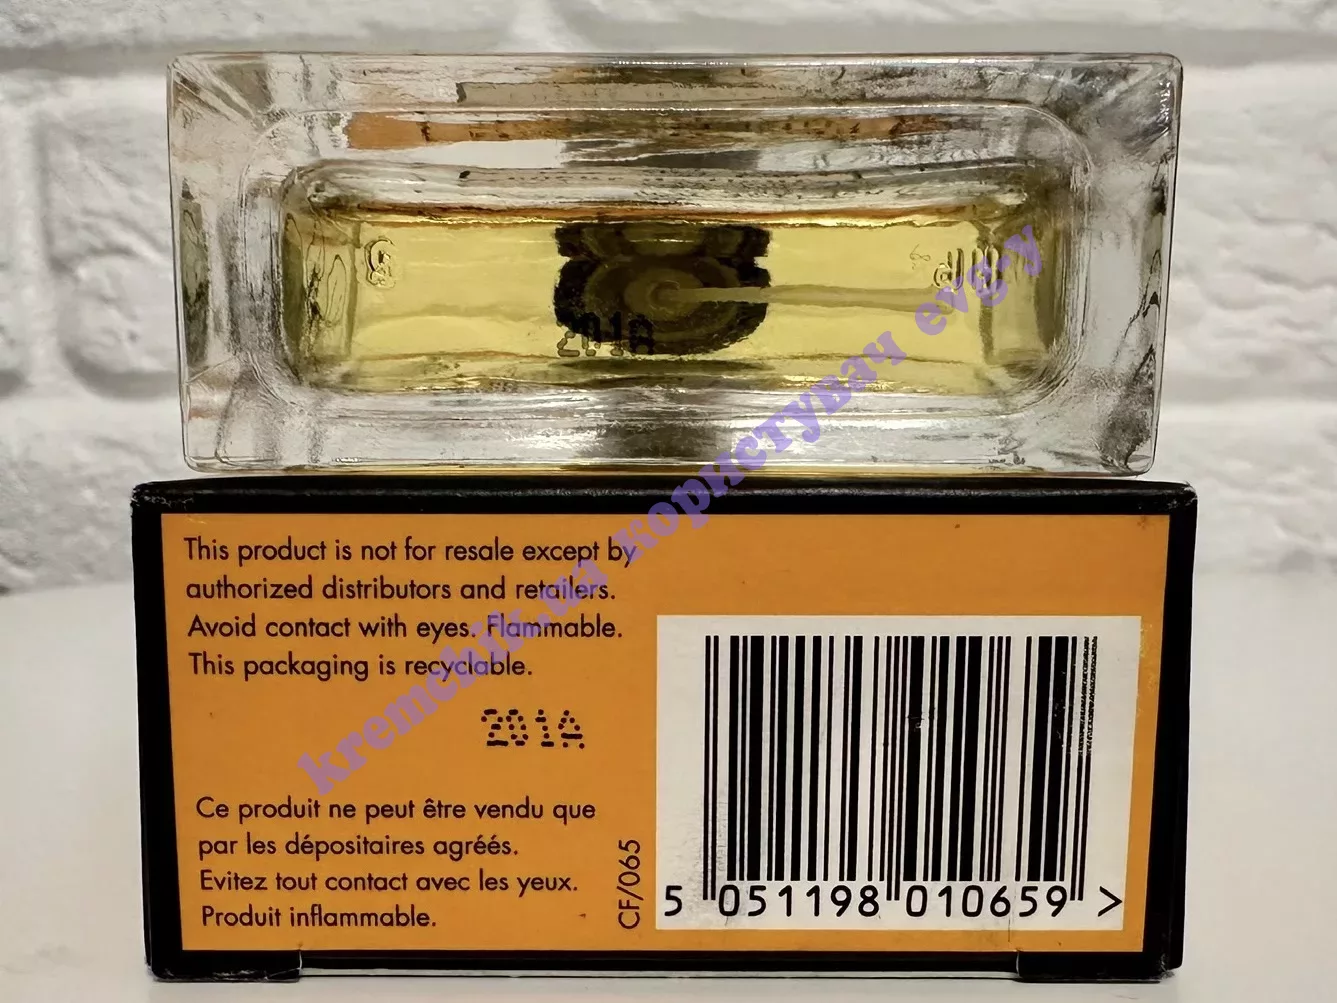 201A
This product is not for resale except by
authorized distributors and retailers.
Avoid contact with eyes. Flammable.
This packaging is recyclable.
201A
Ce produit ne peut être vendu que
par les dépositaires agréés.
Evitez tout contact avec les yeux.
Produit inflammable.
CF/065
5 051198 010659 >
kremchik.ua користувач evg-y